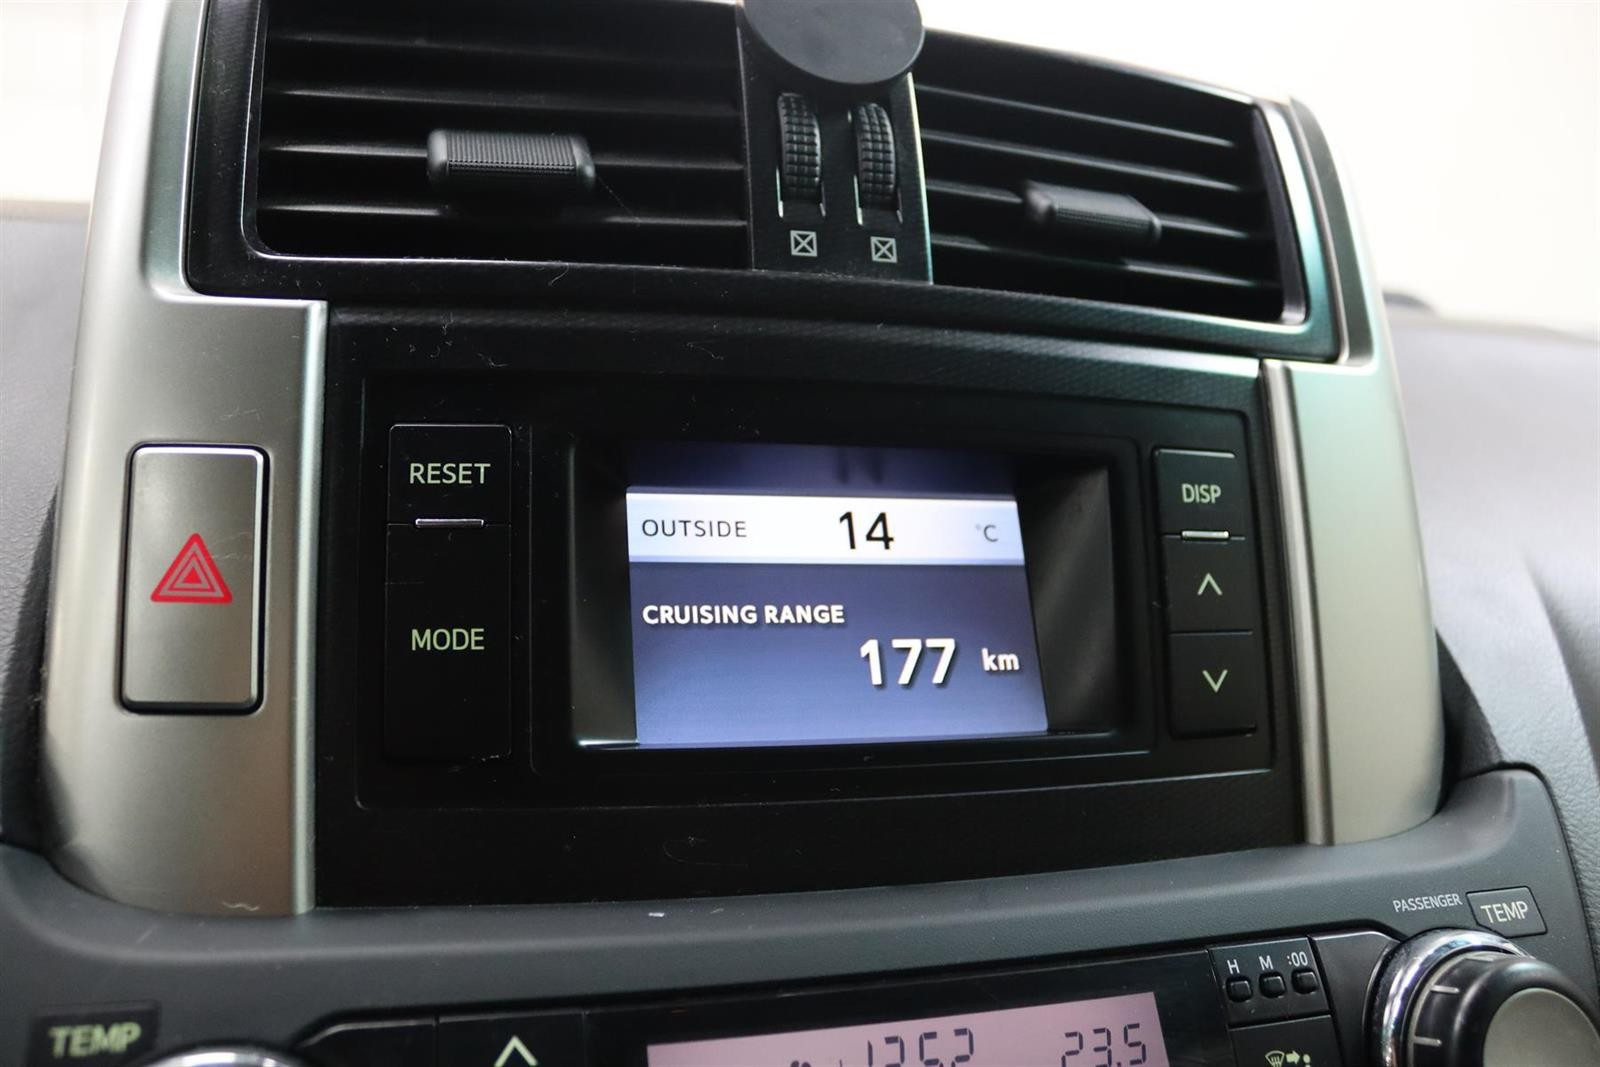 RESET
MODE
OUTSIDE 14 °C
CRUISING RANGE
177 km
DISP
PASSENGER TEMP
H M :00
TEMP
23.5